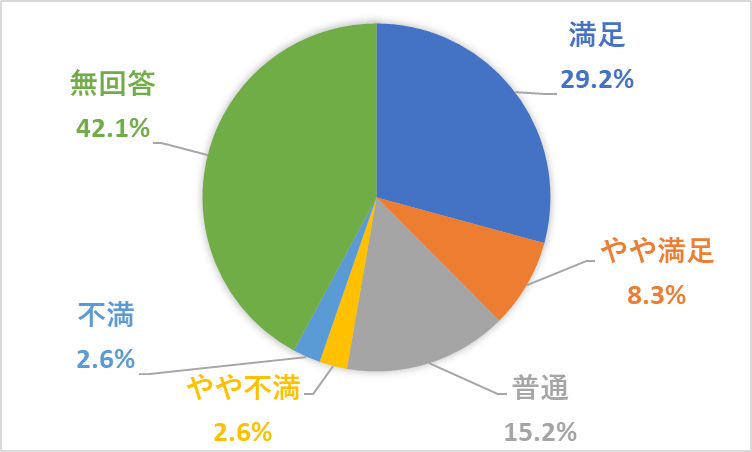 満足
29.2%
やや満足
8.3%
普通
15.2%
やや不満
2.6%
不満
2.6%
無回答
42.1%